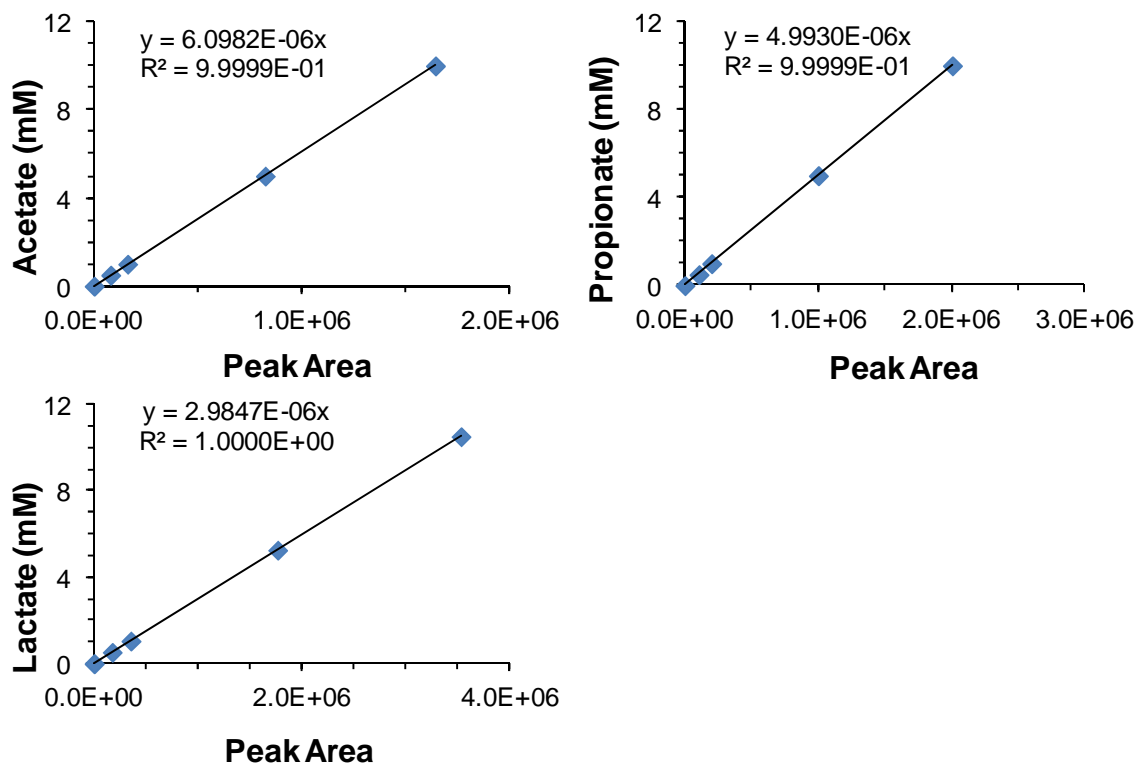 y = 6.0982E-06x
R² = 9.9999E-01
12
8
4
0
0.0E+00 1.0E+06 2.0E+06
Acetate (mM)
Peak Area
y = 4.9930E-06x
R² = 9.9999E-01
12
8
4
0
0.0E+00 1.0E+06 2.0E+06 3.0E+06
Propionate (mM)
Peak Area
y = 2.9847E-06x
R² = 1.0000E+00
12
8
4
0
0.0E+00 2.0E+06 4.0E+06
Lactate (mM)
Peak Area